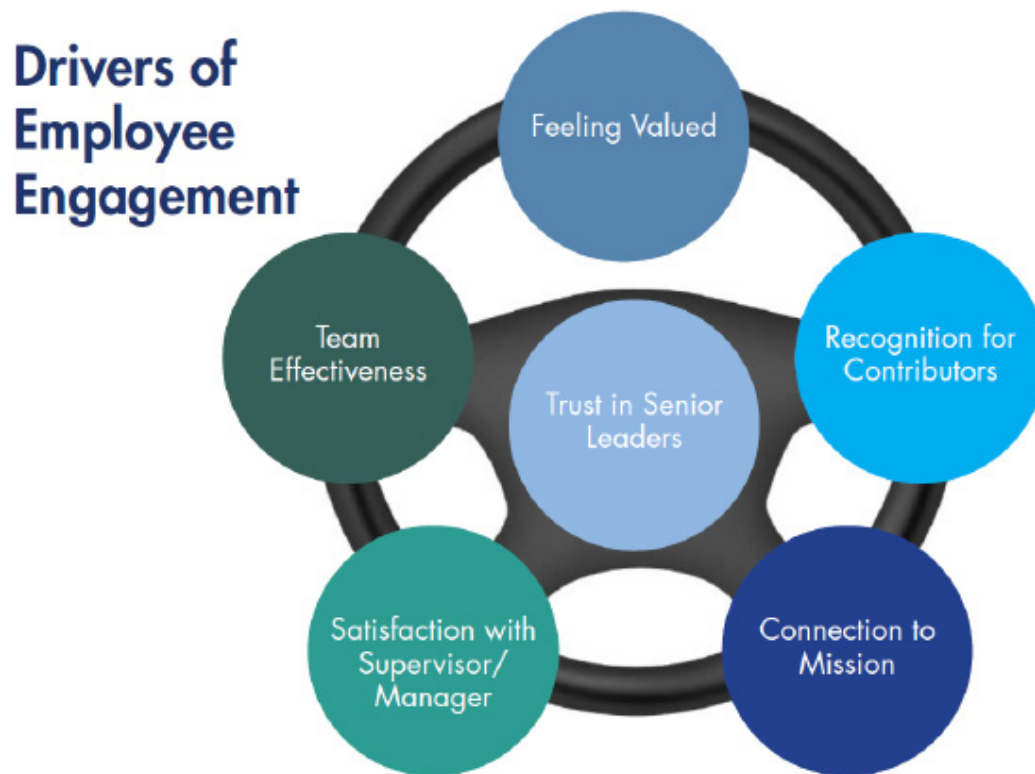 Drivers of
Employee
Engagement
Feeling Valued
Team
Effectiveness
Recognition for
Contributors
Trust in Senior
Leaders
Satisfaction with
Supervisor/
Manager
Connection to
Mission